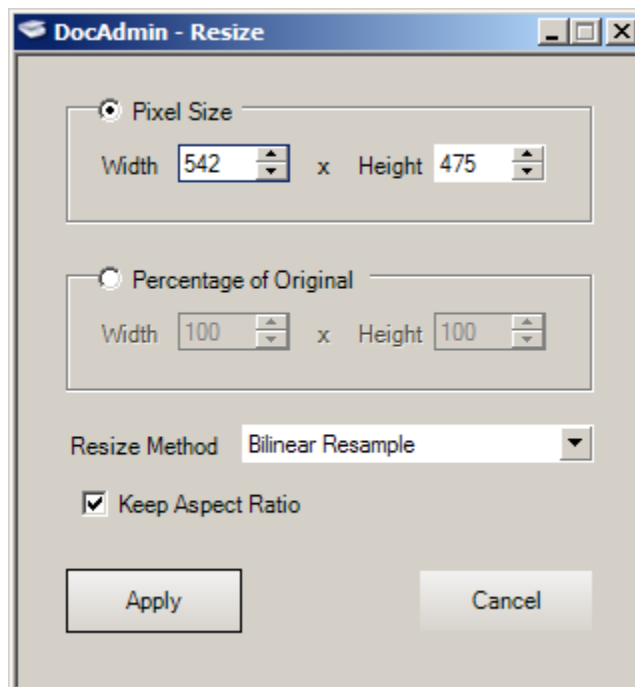 DocAdmin - Resize
Pixel Size
Width 542 x Height 475
Percentage of Original
Width 100 x Height 100
Resize Method Bilinear Resample
Keep Aspect Ratio
Apply Cancel